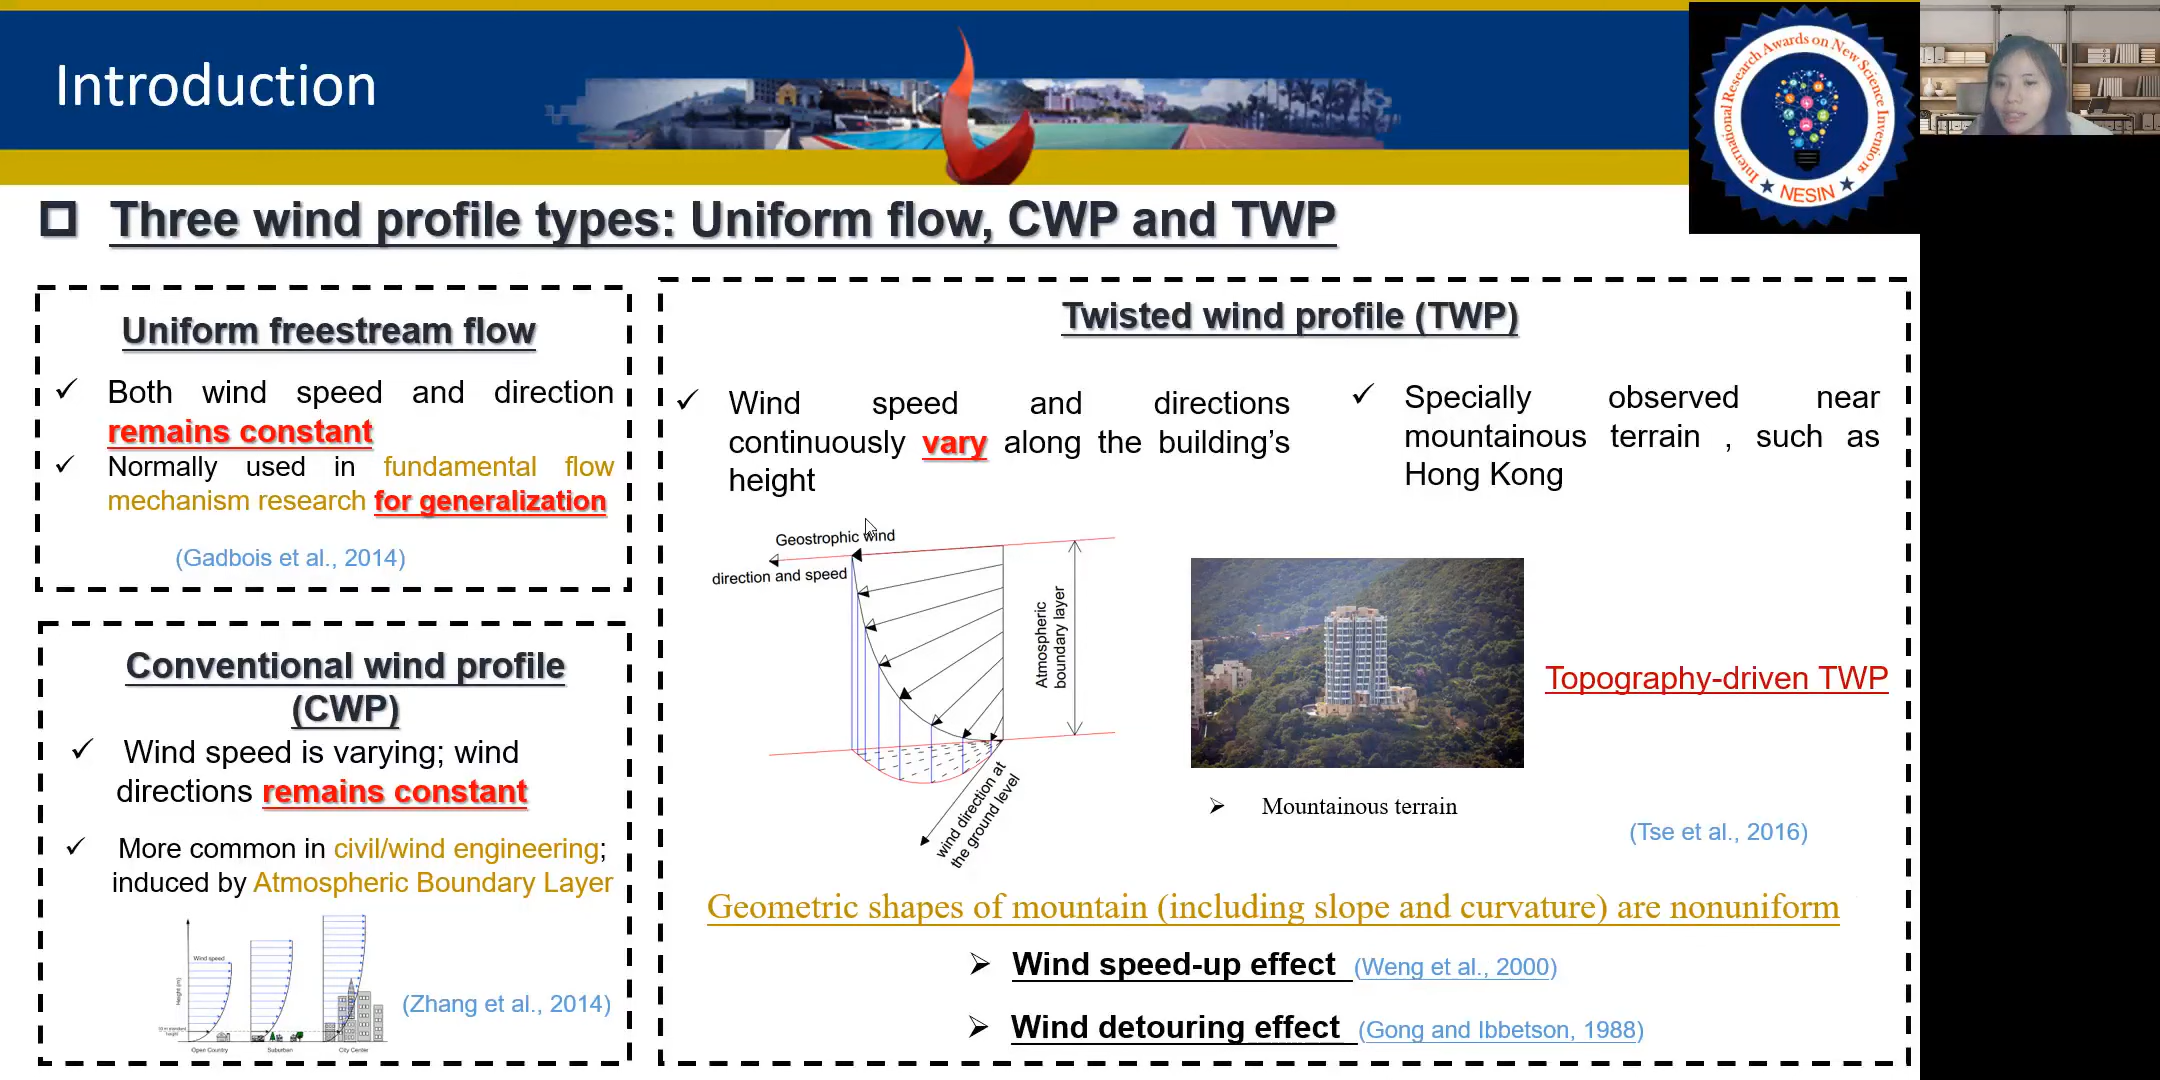 Introduction
International Research Awards on New Science Inventions
NESIN
Three wind profile types: Uniform flow, CWP and TWP
Uniform freestream flow
✓ Both wind speed and direction
remains constant
✓ Normally used in fundamental flow
mechanism research for generalization
(Gadbois et al., 2014)
Conventional wind profile
(CWP)
✓ Wind speed is varying; wind
directions remains constant
✓ More common in civil/wind engineering;
induced by Atmospheric Boundary Layer
Wind speed
Height (m)
10 m standard
height
Open Country
Suburban
City Center
(Zhang et al., 2014)
Twisted wind profile (TWP)
✓ Wind speed and directions
continuously vary along the building's
height
✓ Specially observed near
mountainous terrain , such as
Hong Kong
Geostrophic wind
direction and speed
Atmospheric
boundary layer
wind direction at
the ground level
Topography-driven TWP
➢ Mountainous terrain
(Tse et al., 2016)
Geometric shapes of mountain (including slope and curvature) are nonuniform
➢ Wind speed-up effect (Weng et al., 2000)
➢ Wind detouring effect (Gong and Ibbetson, 1988)